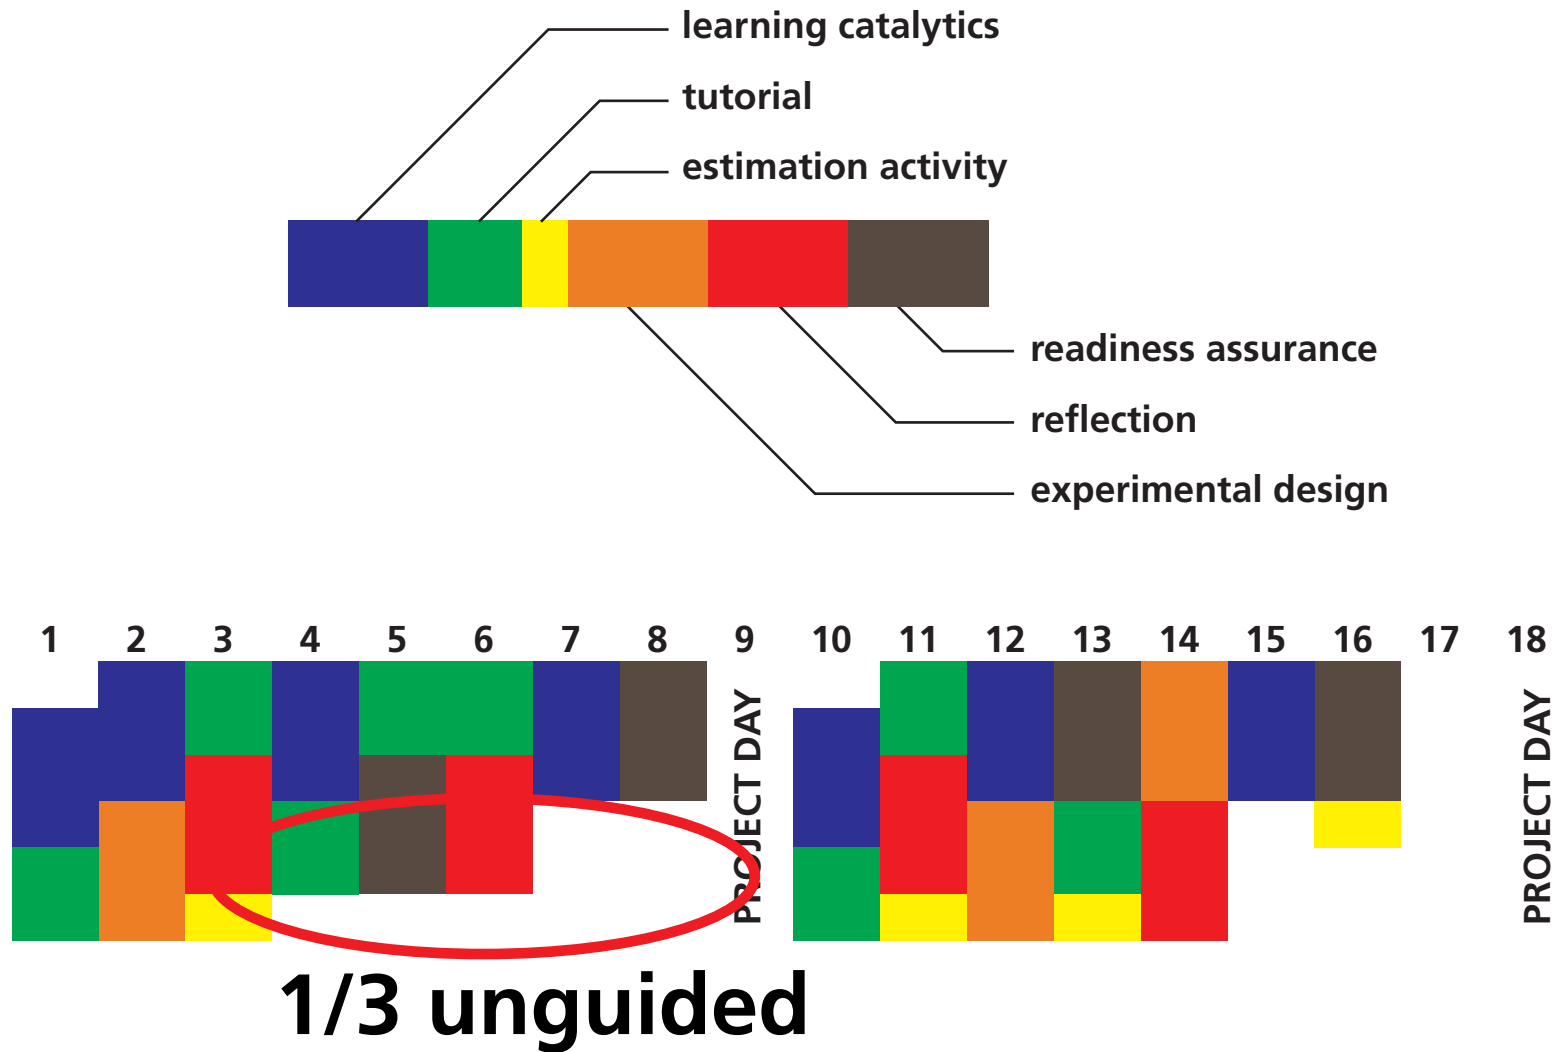 learning catalytics
tutorial
estimation activity
readiness assurance
reflection
experimental design
1 2 3 4 5 6 7 8 9 10 11 12 13 14 15 16 17 18
PROJECT DAY
PROJECT DAY
1/3 unguided